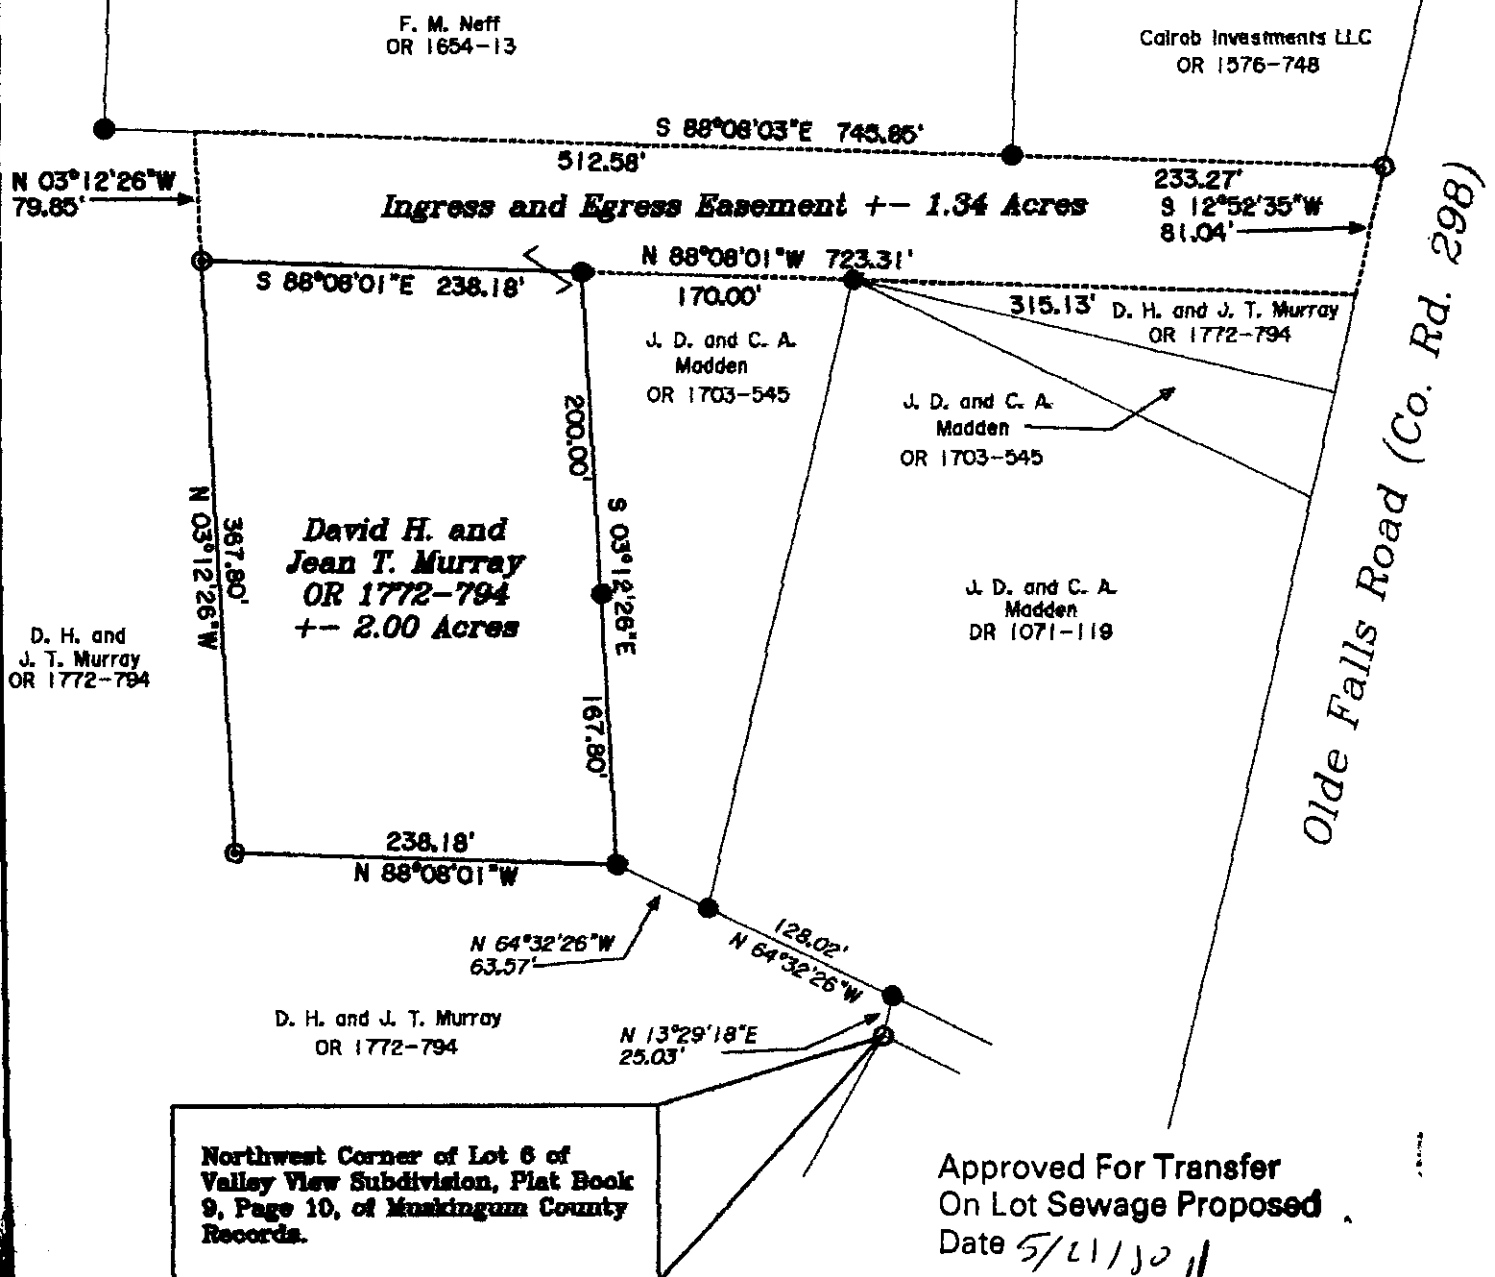 F. M. Neff
OR 1654-13
Calrab Investments LLC
OR 1576-748
S 88°08'03"E 745.85'
512.58'
233.27'
N 03°12'26"W
79.85'
Ingress and Egress Easement +- 1.34 Acres
S 12°52'35"W
81.04'
N 88°08'01"W 723.31'
S 88°08'01"E 238.18'
170.00'
315.13'
D. H. and J. T. Murray
OR 1772-794
J. D. and C. A.
Madden
OR 1703-545
J. D. and C. A.
Madden
OR 1703-545
Olde Falls Road (Co. Rd. 298)
200.00'
S 03°12'26"E
167.80'
N 03°12'26"W
367.80'
David H. and
Jean T. Murray
OR 1772-794
+- 2.00 Acres
J. D. and C. A.
Madden
DR 1071-119
D. H. and
J. T. Murray
OR 1772-794
238.18'
N 88°08'01"W
N 64°32'26"W
63.57'
128.02'
N 64°32'26"W
D. H. and J. T. Murray
OR 1772-794
N 13°29'18"E
25.03'
Northwest Corner of Lot 6 of
Valley View Subdivision, Plat Book
9, Page 10, of Muskingum County
Records.
Approved For Transfer
On Lot Sewage Proposed
Date 5/21/